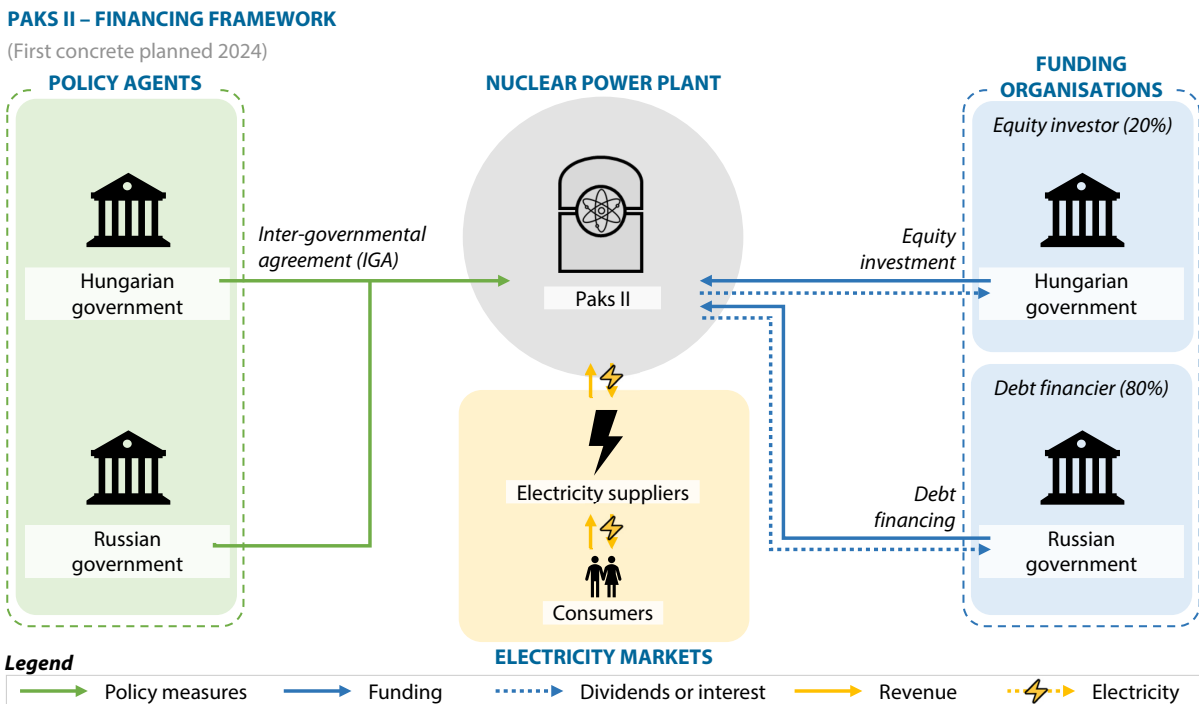 PAKS II – FINANCING FRAMEWORK
(First concrete planned 2024)
POLICY AGENTS
NUCLEAR POWER PLANT
FUNDING
ORGANISATIONS
Equity investor (20%)
Hungarian
government
Inter-governmental
agreement (IGA)
Paks II
Equity
investment
Hungarian
government
Debt financier (80%)
Electricity suppliers
Debt
financing
Russian
government
Russian
government
Consumers
ELECTRICITY MARKETS
Legend
Policy measures
Funding
Dividends or interest
Revenue
Electricity